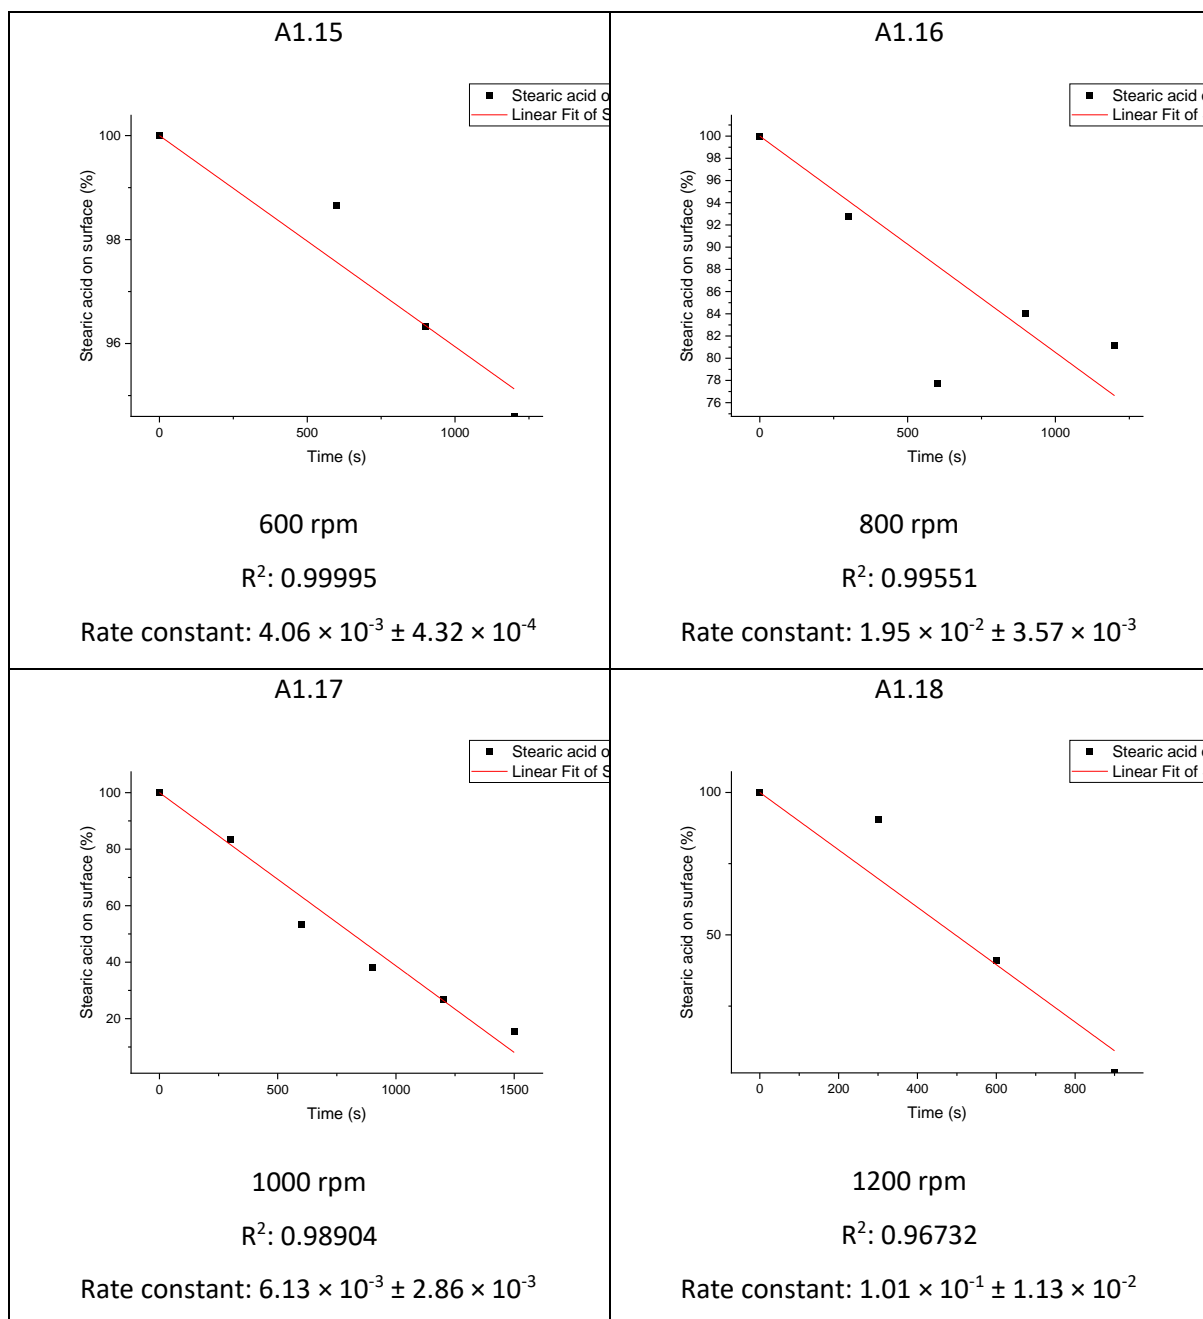 A1.15
Stearic acid o
Linear Fit of S
100
98
96
Stearic acid on surface (%)
0
500
1000
Time (s)
600 rpm
R²: 0.99995
Rate constant: 4.06 × 10⁻³ ± 4.32 × 10⁻⁴
A1.16
Stearic acid
Linear Fit of
100
98
96
94
92
90
88
86
84
82
80
78
76
Stearic acid on surface (%)
0
500
1000
Time (s)
800 rpm
R²: 0.99551
Rate constant: 1.95 × 10⁻² ± 3.57 × 10⁻³
A1.17
Stearic acid o
Linear Fit of S
100
80
60
40
20
Stearic acid on surface (%)
0
500
1000
1500
Time (s)
1000 rpm
R²: 0.98904
Rate constant: 6.13 × 10⁻³ ± 2.86 × 10⁻³
A1.18
Stearic acid
Linear Fit of
100
50
Stearic acid on surface (%)
0
200
400
600
800
Time (s)
1200 rpm
R²: 0.96732
Rate constant: 1.01 × 10⁻¹ ± 1.13 × 10⁻²